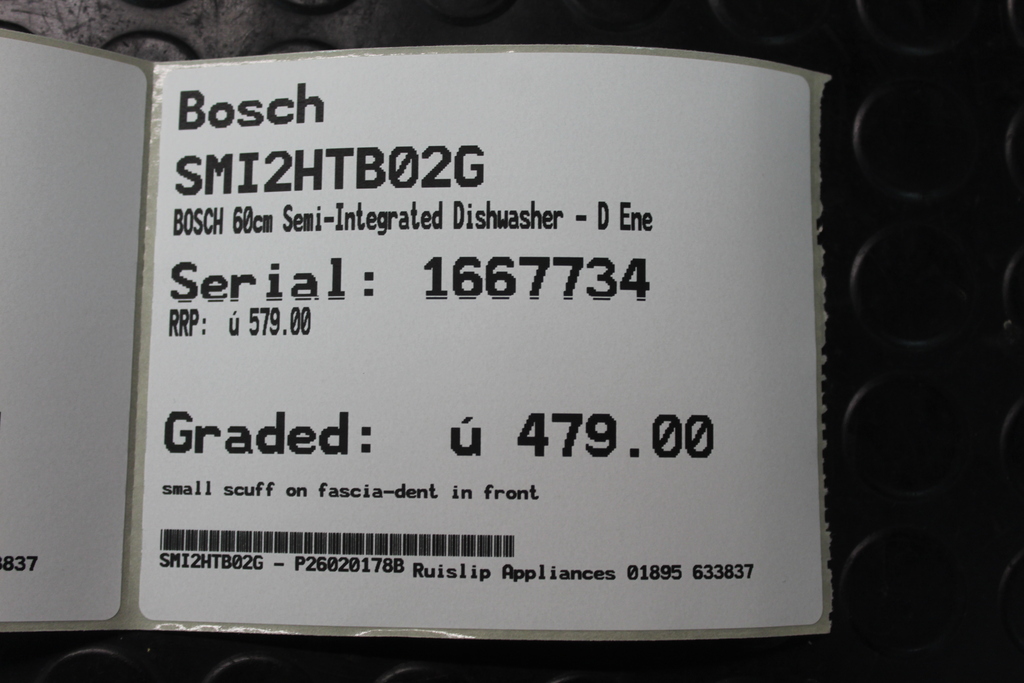 Bosch
SMI2HTB02G
BOSCH 60cm Semi-Integrated Dishwasher - D Ene
Serial: 1667734
RRP: ú 579.00
Graded: ú 479.00
small scuff on fascia-dent in front
SMI2HTB02G - P26020178B Ruislip Appliances 01895 633837
3837